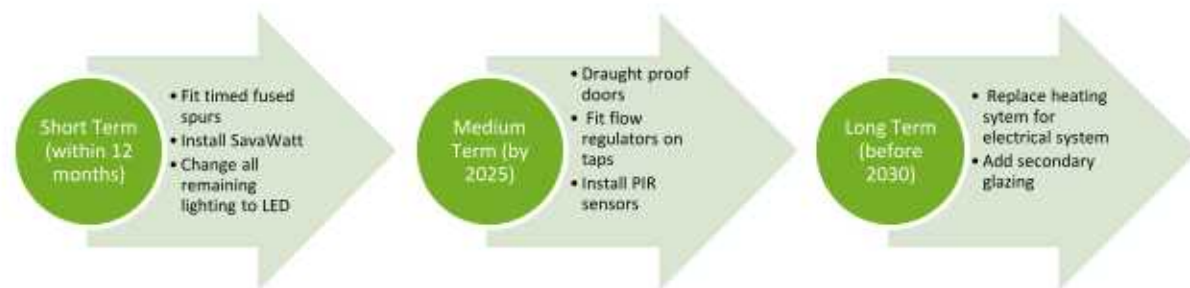 Short Term
(within 12
months)
• Fit timed fused
spurs
• Install SavaWatt
• Change all
remaining
lighting to LED
Medium
Term (by
2025)
• Draught proof
doors
• Fit flow
regulators on
taps
• Install PIR
sensors
Long Term
(before
2030)
• Replace heating
sytem for
electrical system
• Add secondary
glazing